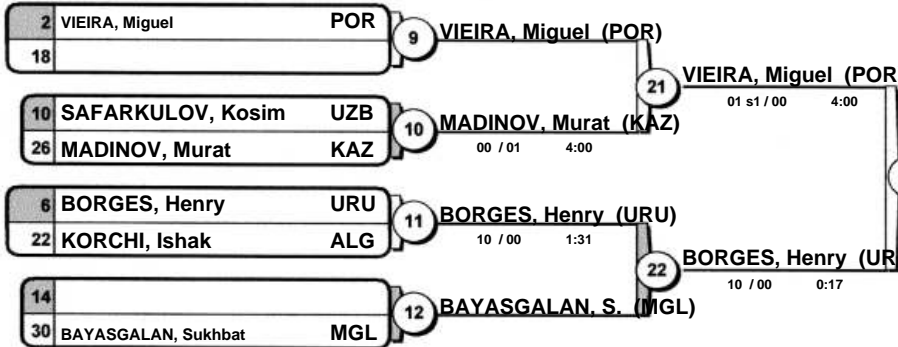 2 VIEIRA, Miguel POR
18
9 VIEIRA, Miguel (POR)
10 SAFARKULOV, Kosim UZB
26 MADINOV, Murat KAZ
10 MADINOV, Murat (KAZ)
00 / 01 4:00
21 VIEIRA, Miguel (POR
01 s1 / 00 4:00
6 BORGES, Henry URU
22 KORCHI, Ishak ALG
11 BORGES, Henry (URU)
10 / 00 1:31
14
30 BAYASGALAN, Sukhbat MGL
12 BAYASGALAN, S. (MGL)
22 BORGES, Henry (UR
10 / 00 0:17